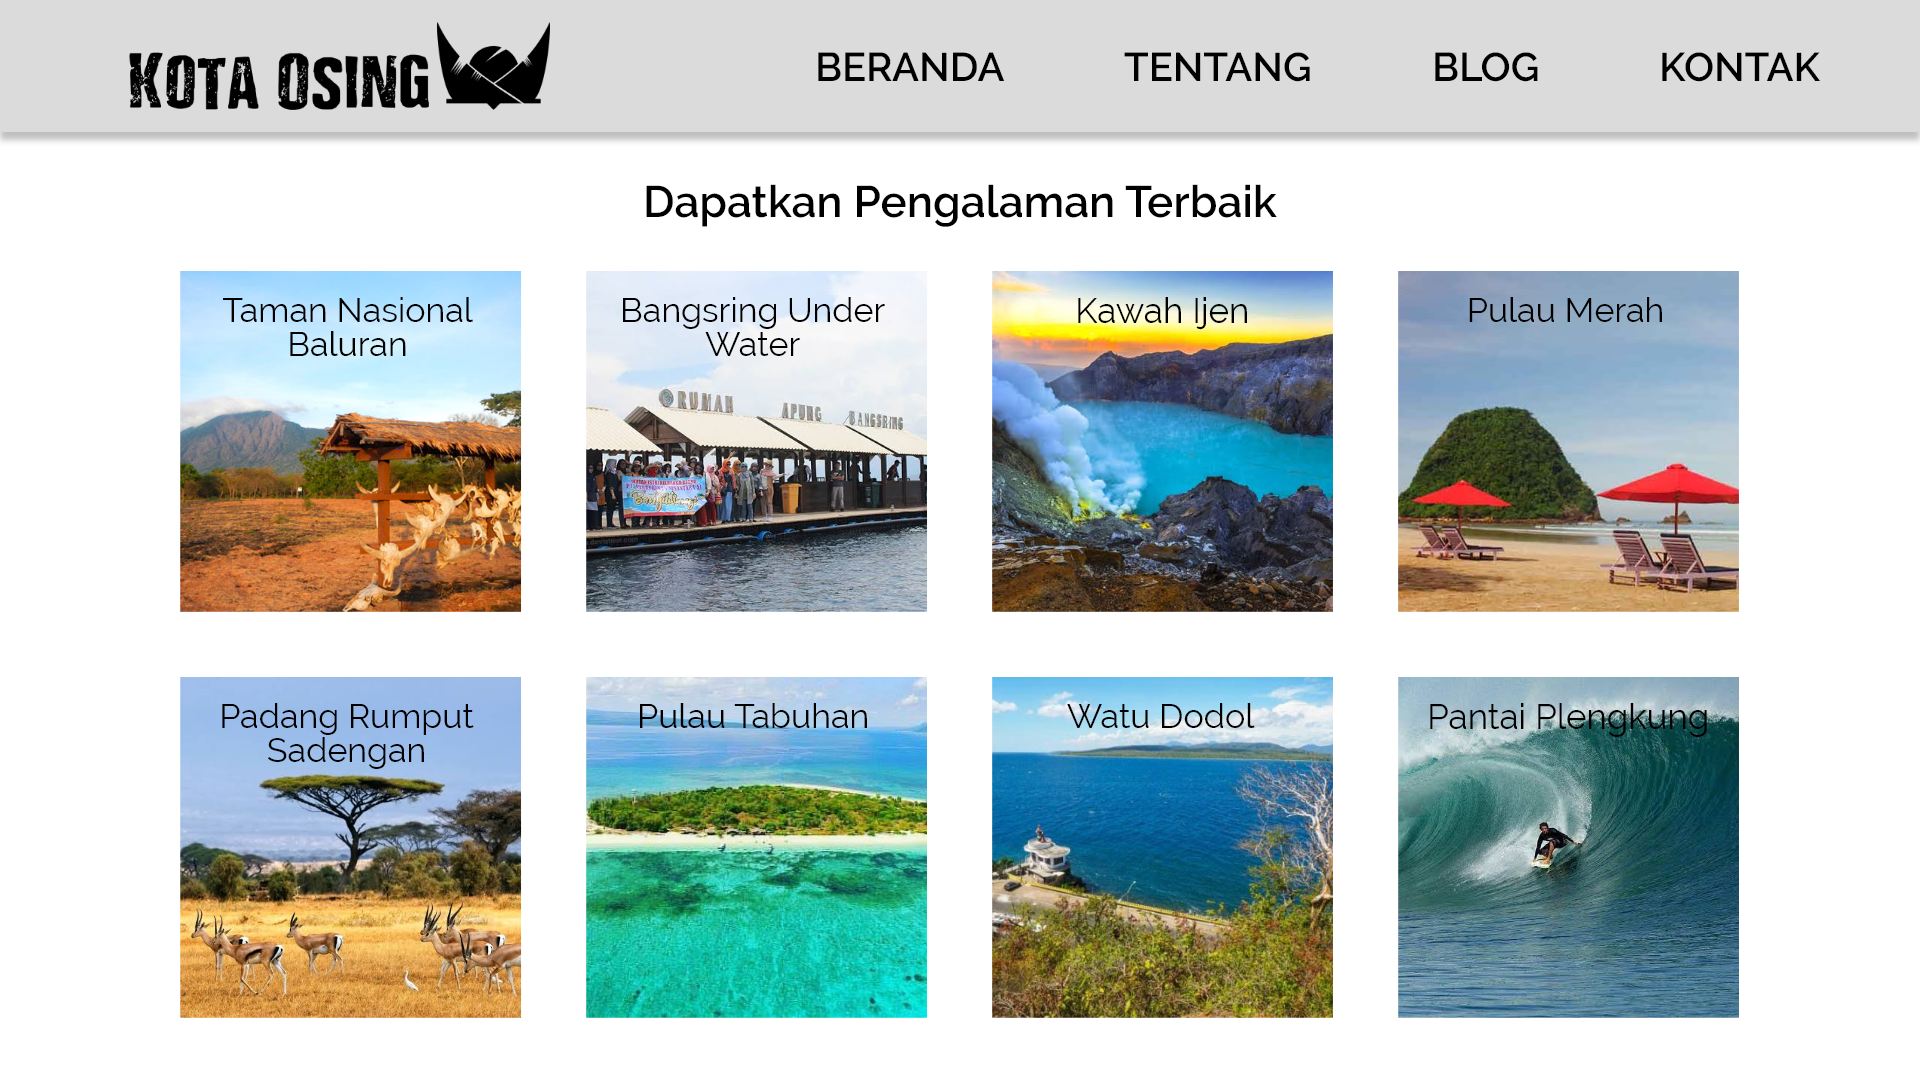 KOTA OSING
BERANDA
TENTANG
BLOG
KONTAK
Dapatkan Pengalaman Terbaik
Taman Nasional
Baluran
Bangsring Under
Water
RUMAH APUNG BANGSRING
Kawah Ijen
Pulau Merah
Padang Rumput
Sadengan
Pulau Tabuhan
Watu Dodol
Pantai Plengkung